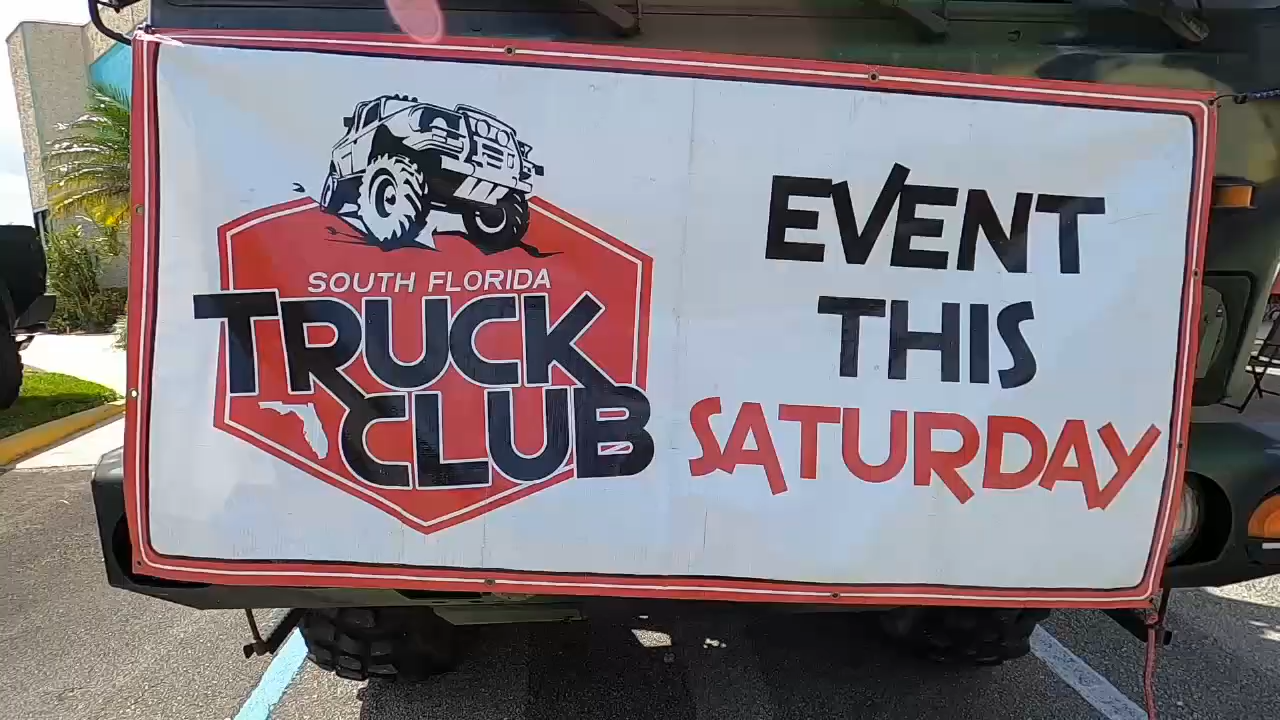 SOUTH FLORIDA
TRUCK
CLUB
EVENT
THIS
SATURDAY